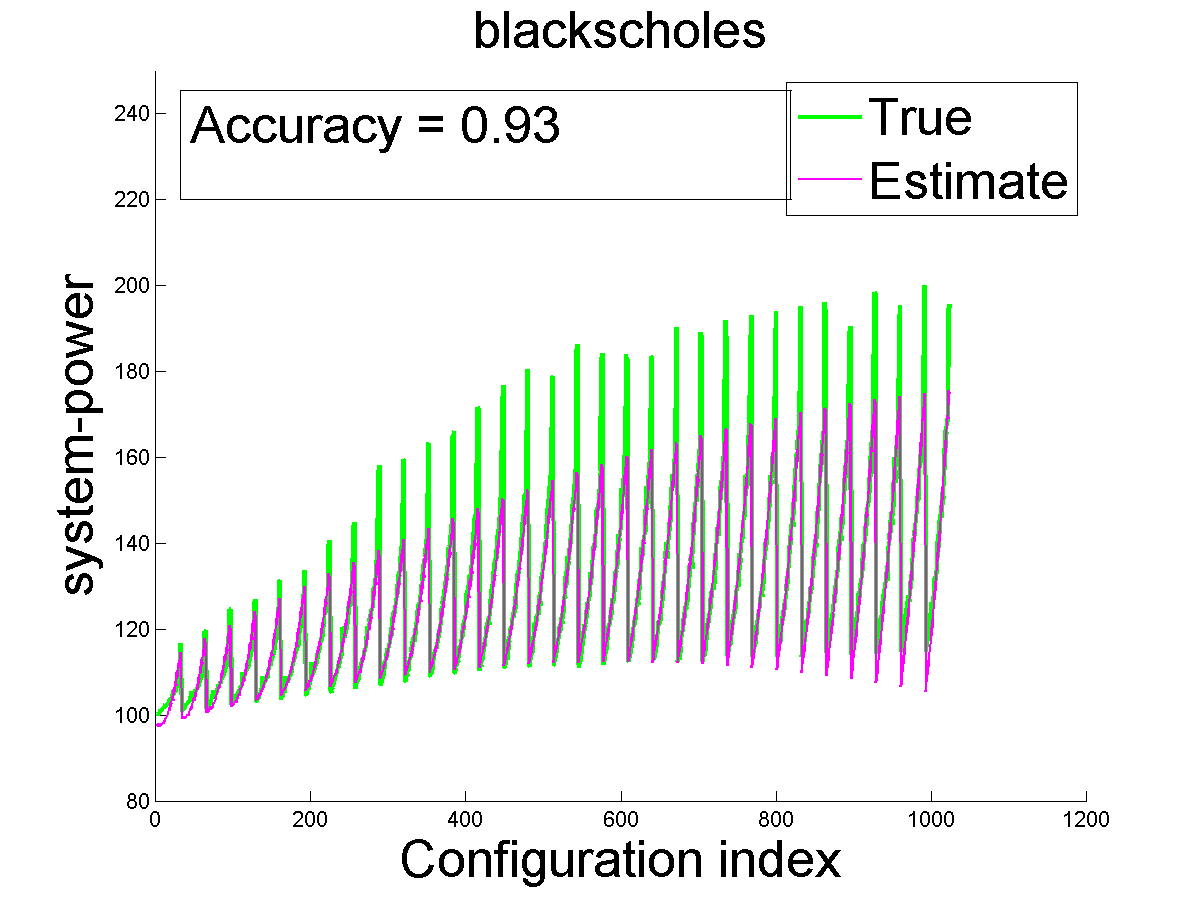 blackscholes
Accuracy = 0.93
True
Estimate
system-power
240
220
200
180
160
140
120
100
80
0 200 400 600 800 1000 1200
Configuration index